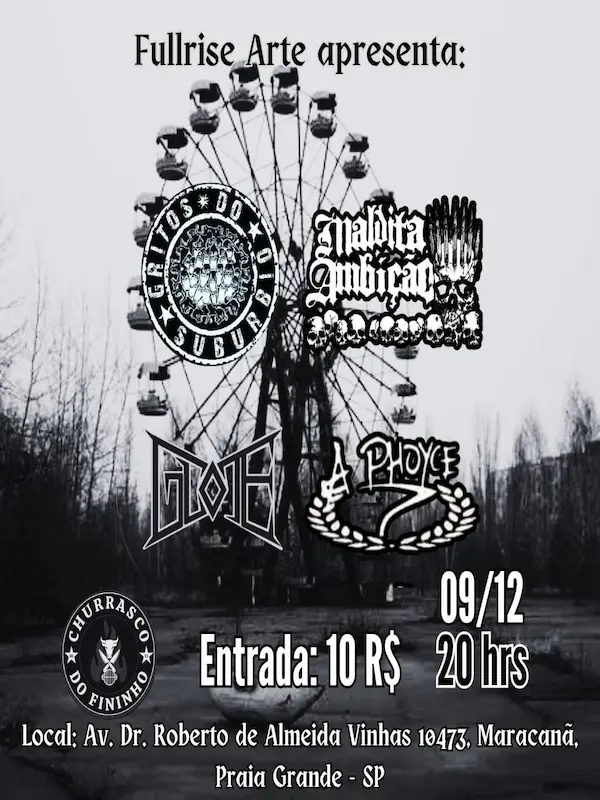 Fullrise Arte apresenta:
GRITOS DO SUBURBIO
Maldita
Ambição
A PHOYCE
7
CHURRASCO
DO FININHO
09/12
Entrada: 10 R$
20 hrs
Local: Av. Dr. Roberto de Almeida Vinhas 10473, Maracanã,
Praia Grande - SP